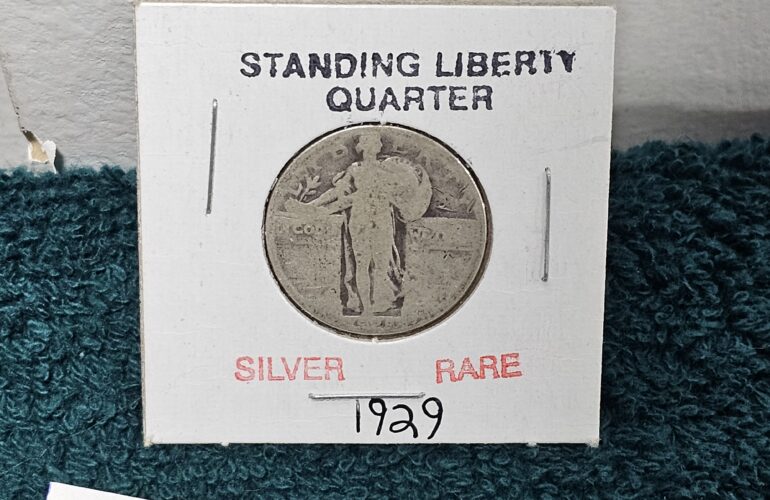 STANDING LIBERTY
QUARTER
SILVER RARE
1929